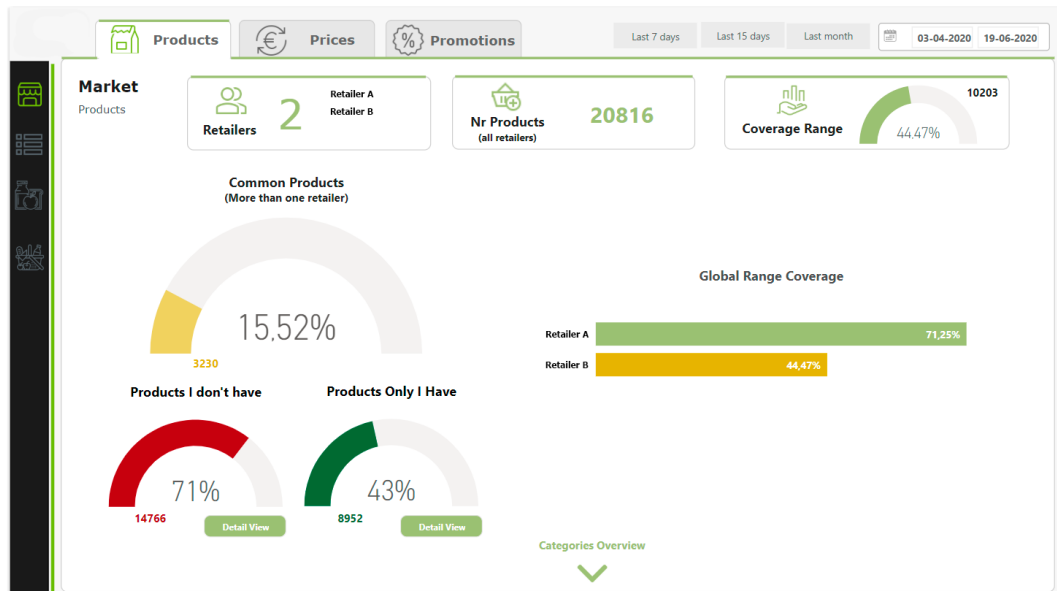 Products
Prices
Promotions
Last 7 days
Last 15 days
Last month
03-04-2020 19-06-2020
Market
Products
Retailers
2
Retailer A
Retailer B
Nr Products
(all retailers)
20816
Coverage Range
10203
44,47%
Common Products
(More than one retailer)
15,52%
3230
Products I don't have
71%
14766
Detail View
Products Only I Have
43%
8952
Detail View
Global Range Coverage
Retailer A
71,25%
Retailer B
44,47%
Categories Overview